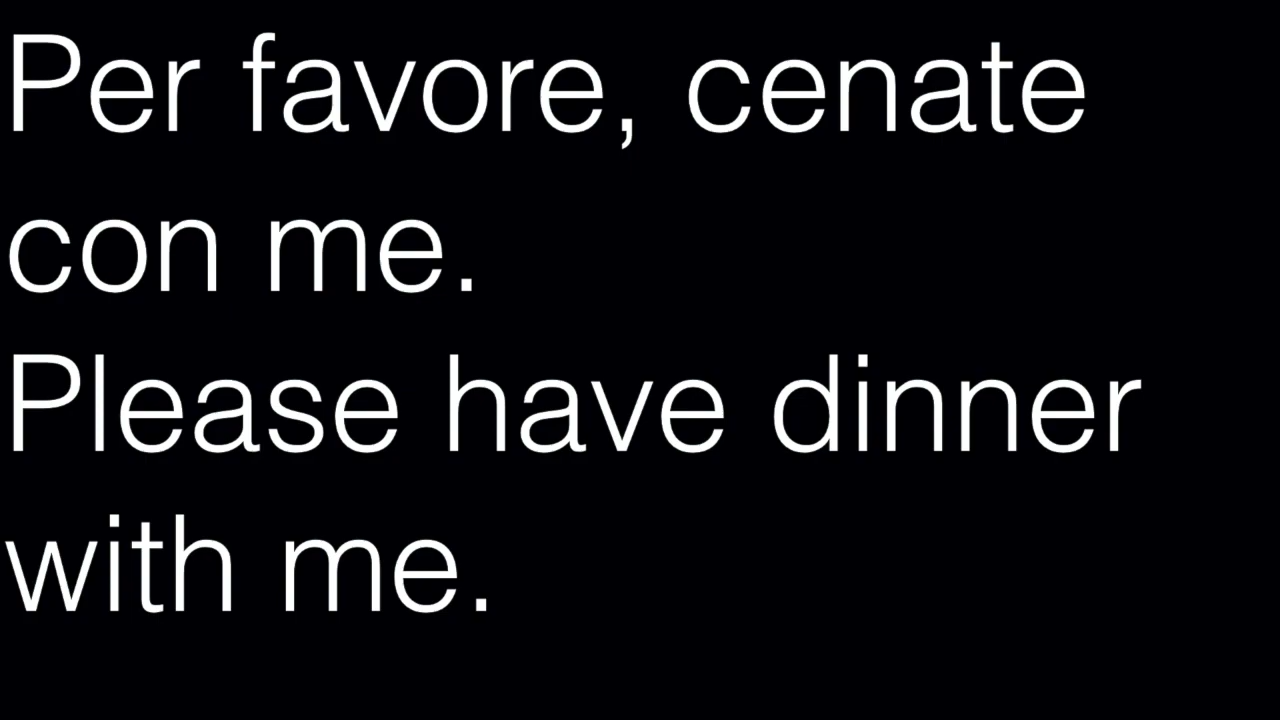 Per favore, cenate
con me.
Please have dinner
with me.